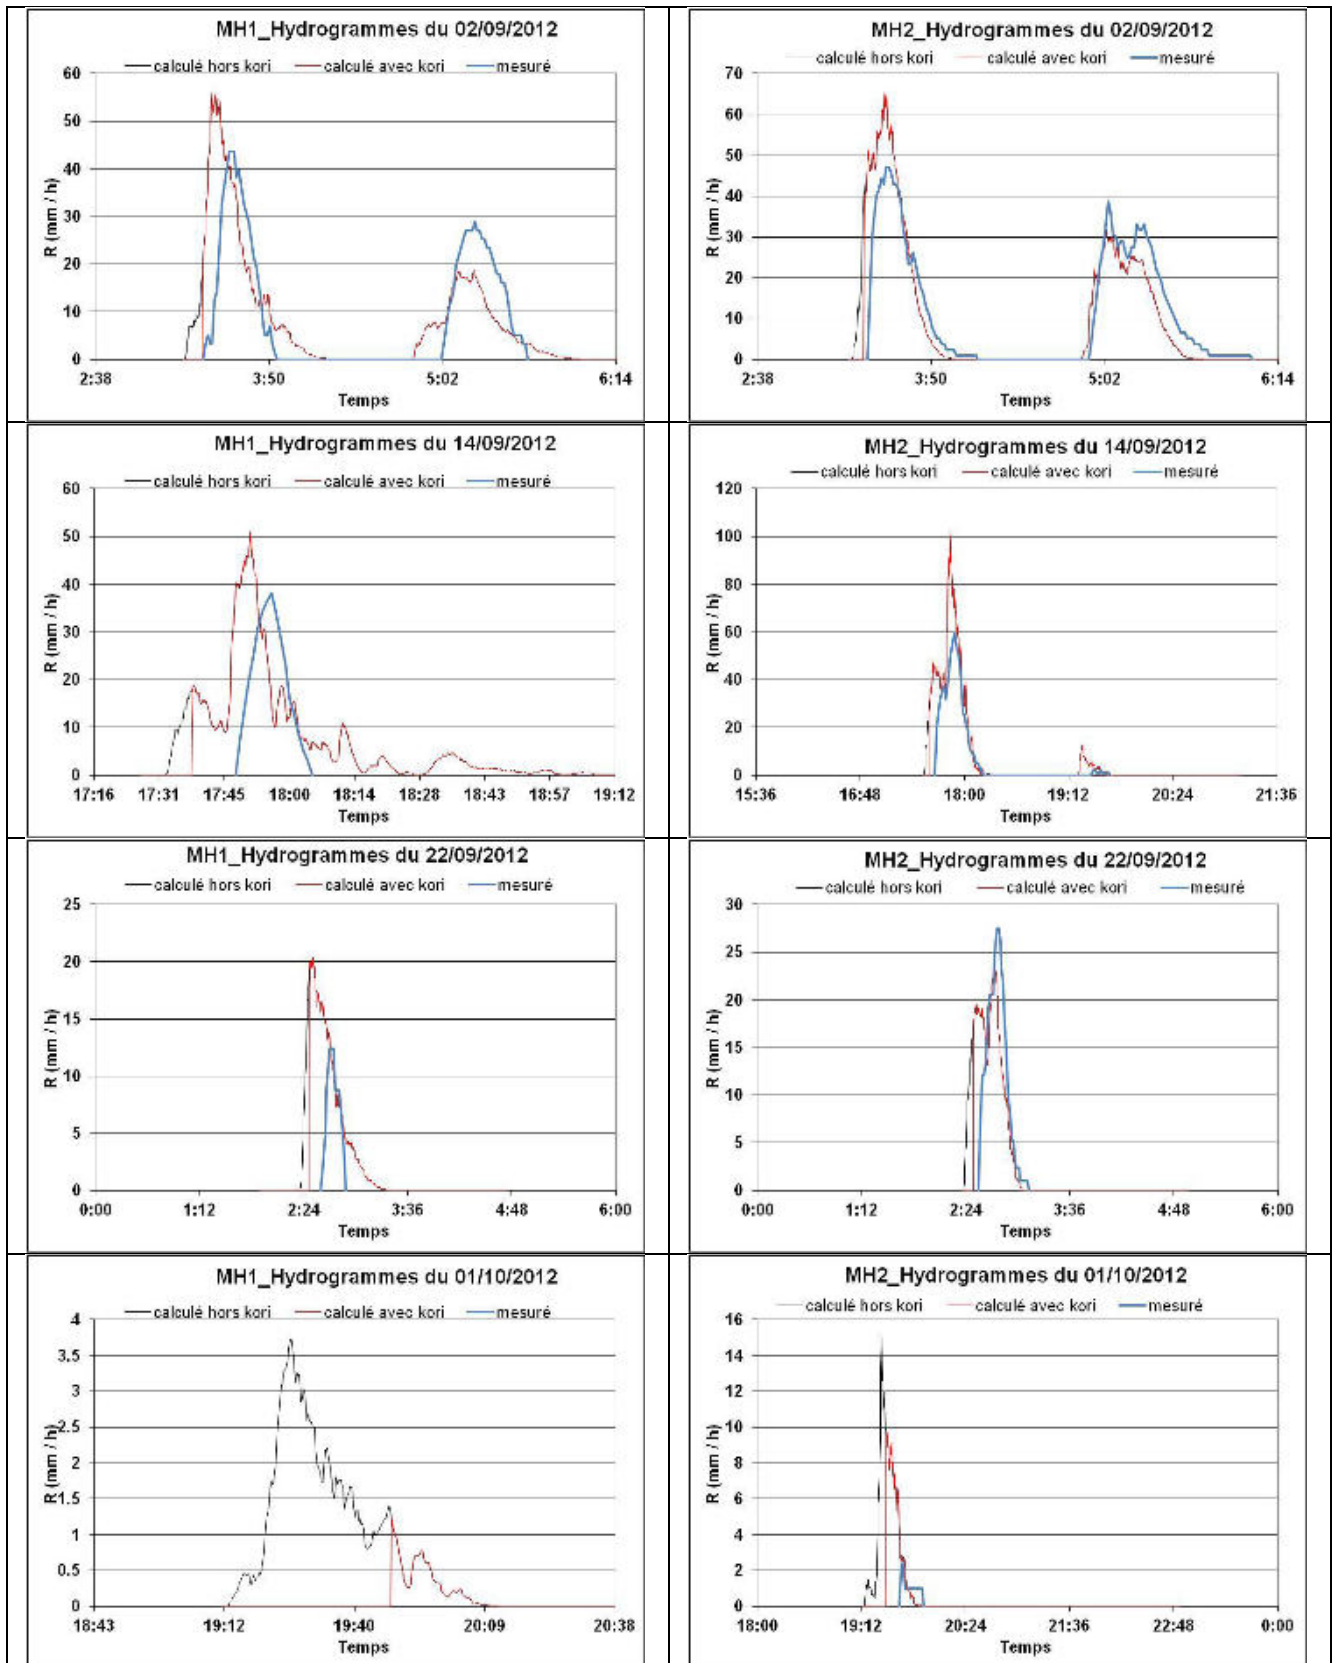 MH1_Hydrogrammes du 02/09/2012
calculé hors kori calculé avec kori mesuré
60
50
40
30
20
10
0
R (mm / h)
2:38 3:50 5:02 6:14
Temps
MH2_Hydrogrammes du 02/09/2012
calculé hors kori calculé avec kori mesuré
70
60
50
40
30
20
10
0
R (mm / h)
2:38 3:50 5:02 6:14
Temps
MH1_Hydrogrammes du 14/09/2012
calculé hors kori calculé avec kori mesuré
60
50
40
30
20
10
0
R (mm / h)
17:16 17:31 17:45 18:00 18:14 18:28 18:43 18:57 19:12
Temps
MH2_Hydrogrammes du 14/09/2012
calculé hors kori calculé avec kori mesuré
120
100
80
60
40
20
0
R (mm / h)
15:36 16:48 18:00 19:12 20:24 21:36
Temps
MH1_Hydrogrammes du 22/09/2012
calculé hors kori calculé avec kori mesuré
25
20
15
10
5
0
R (mm / h)
0:00 1:12 2:24 3:36 4:48 6:00
Temps
MH2_Hydrogrammes du 22/09/2012
calculé hors kori calculé avec kori mesuré
30
25
20
15
10
5
0
R (mm / h)
0:00 1:12 2:24 3:36 4:48 6:00
Temps
MH1_Hydrogrammes du 01/10/2012
calculé hors kori calculé avec kori mesuré
4
3.5
3
2.5
2
1.5
1
0.5
0
R (mm / h)
18:43 19:12 19:40 20:09 20:38
Temps
MH2_Hydrogrammes du 01/10/2012
calculé hors kori calculé avec kori mesuré
16
14
12
10
8
6
4
2
0
R (mm / h)
18:00 19:12 20:24 21:36 22:48 0:00
Temps